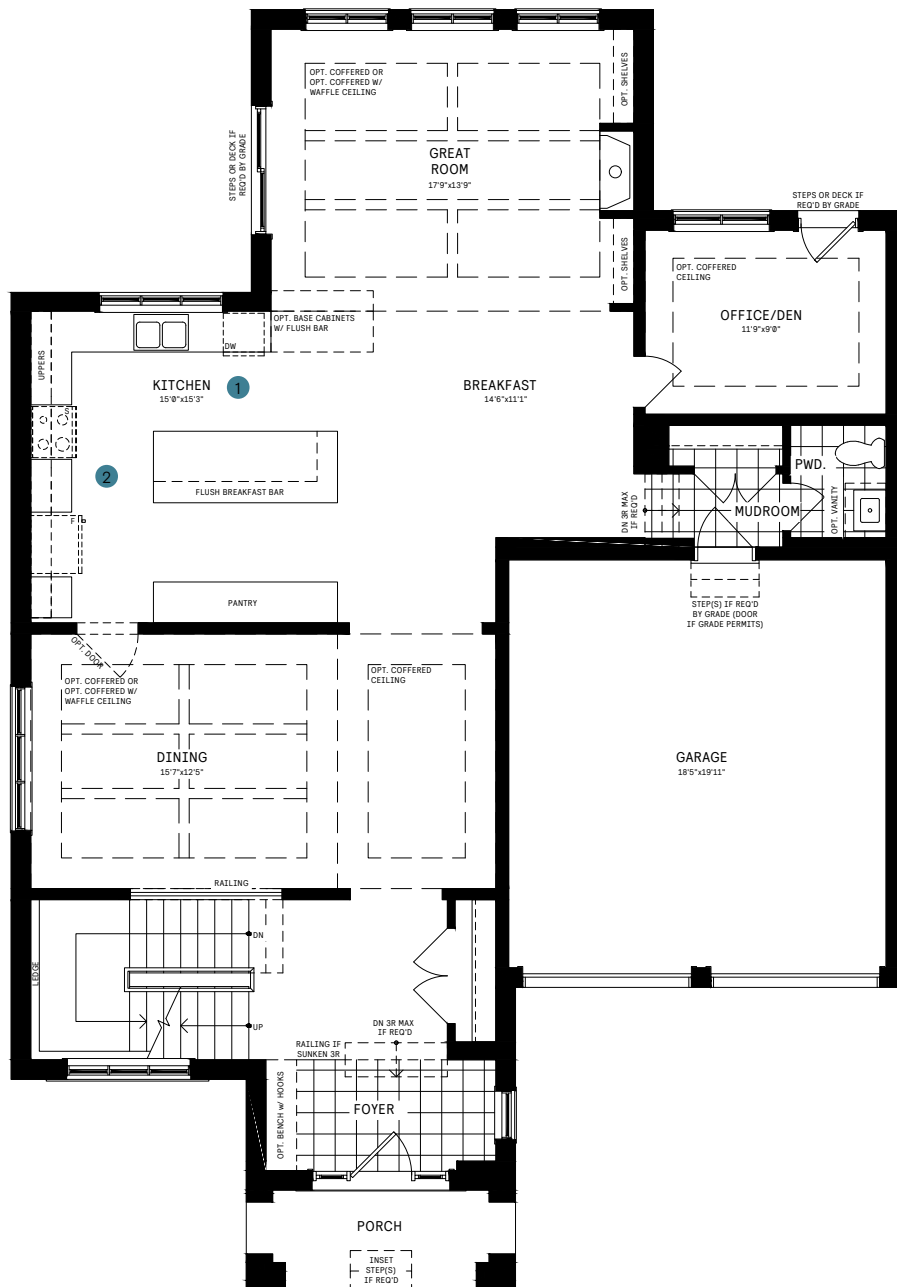 OPT. COFFERED OR
OPT. COFFERED W/
WAFFLE CEILING
OPT. SHELVES
STEPS OR DECK IF
REQ'D BY GRADE
GREAT
ROOM
17'9"x13'9"
STEPS OR DECK IF
REQ'D BY GRADE
OPT. SHELVES
OPT. COFFERED
CEILING
OFFICE/DEN
11'9"x9'0"
OPT. BASE CABINETS
W/ FLUSH BAR
DW
UPPERS
KITCHEN
15'0"x15'3"
1
BREAKFAST
14'6"x11'1"
S
2
FLUSH BREAKFAST BAR
F
PWD.
OPT. VANITY
DN 3R MAX
IF REQ'D
MUDROOM
PANTRY
STEP(S) IF REQ'D
BY GRADE (DOOR
IF GRADE PERMITS)
OPT. DOOR
OPT. COFFERED OR
OPT. COFFERED W/
WAFFLE CEILING
OPT. COFFERED
CEILING
DINING
15'7"x12'5"
GARAGE
18'5"x19'11"
RAILING
DN
LEDGE
UP
DN 3R MAX
IF REQ'D
RAILING IF
SUNKEN 3R
OPT. BENCH w/ HOOKS
FOYER
PORCH
INSET
STEP(S)
IF REQ'D